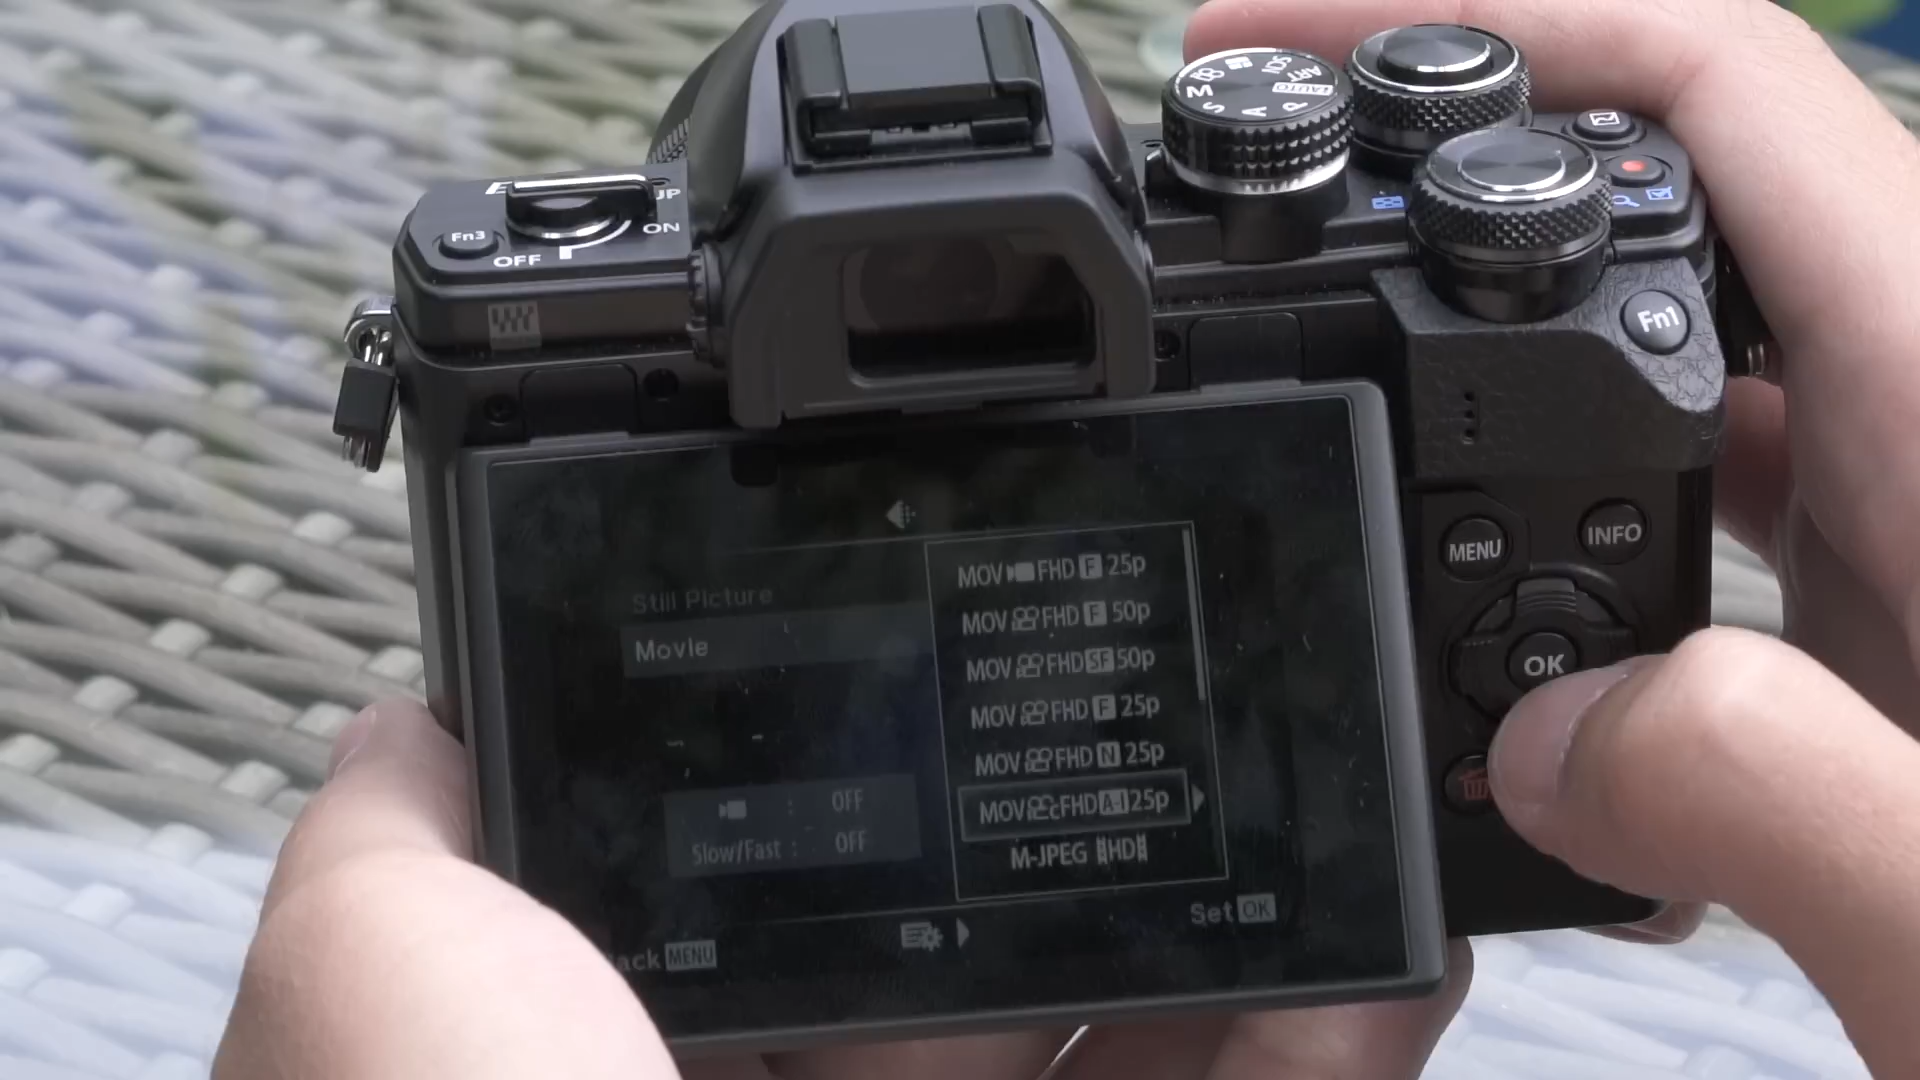 SCN
ART
M
iAUTO
S
A
P
UP
Fn3
ON
OFF
Fn1
MENU
INFO
OK
Still Picture
Movie
: OFF
Slow/Fast : OFF
MOV FHD F 25p
MOV FHD F 50p
MOV FHD SF 50p
MOV FHD F 25p
MOV FHD N 25p
MOV C FHD A-I 25p
M-JPEG HD
Set OK
MENU